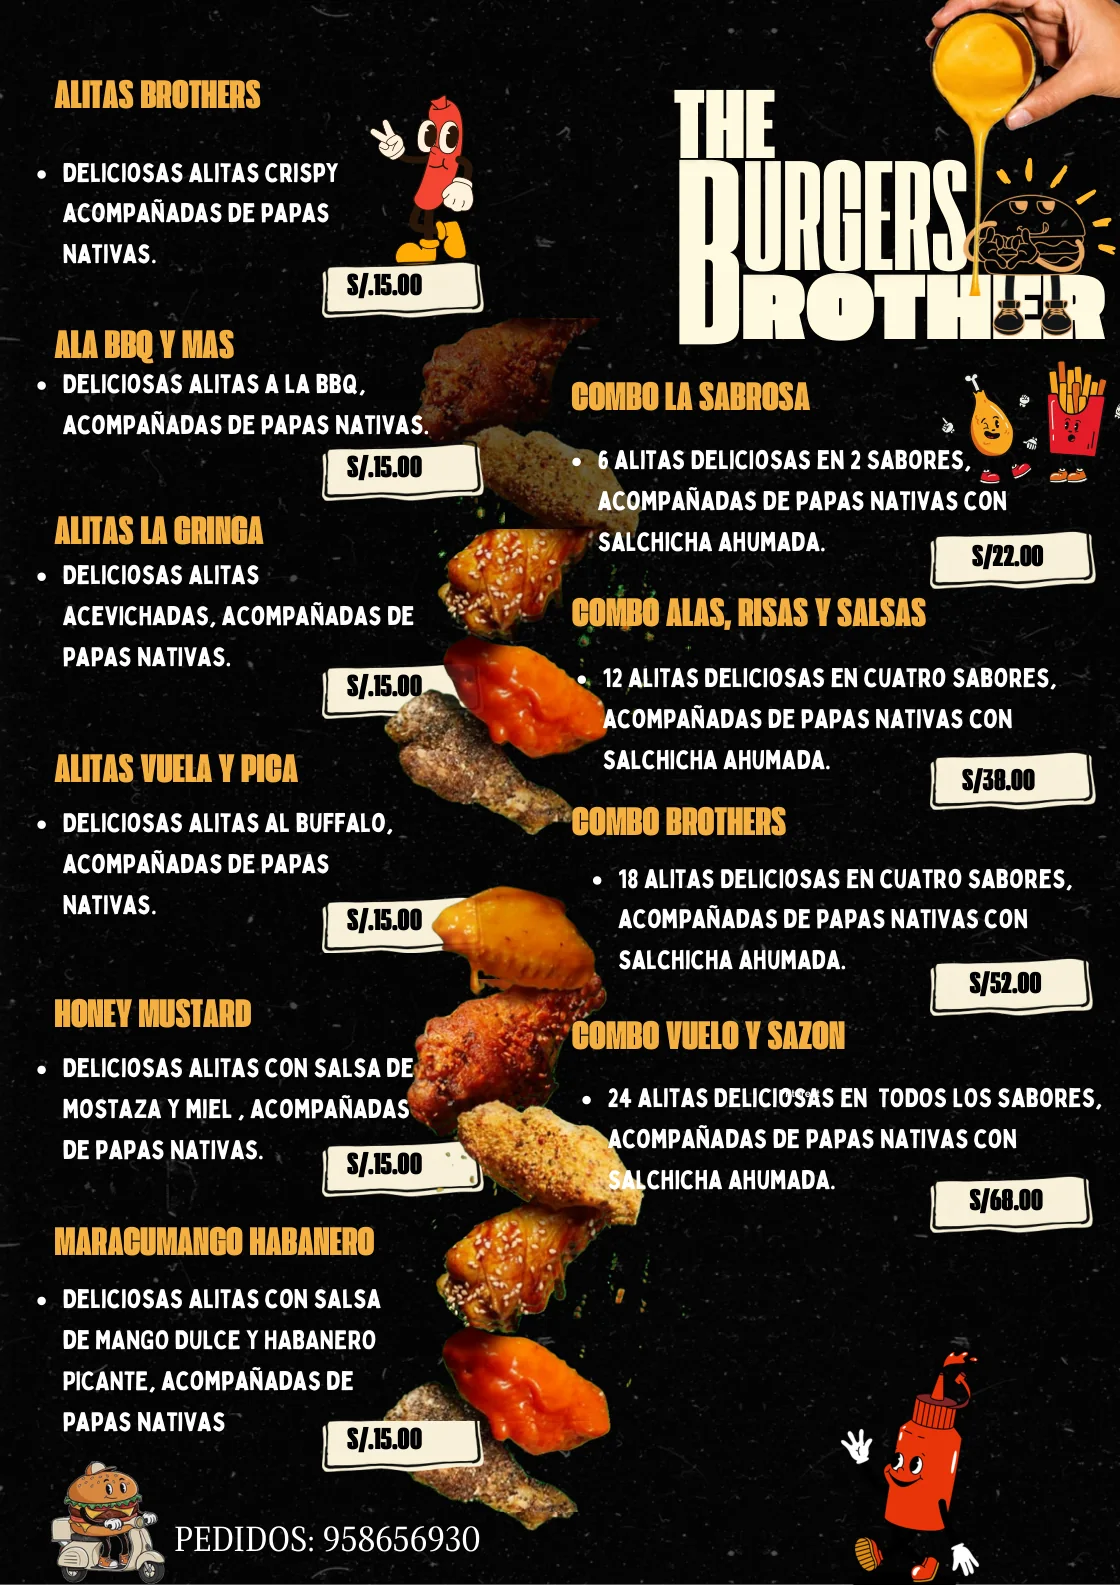 ALITAS BROTHERS
• DELICIOSAS ALITAS CRISPY
ACOMPAÑADAS DE PAPAS
NATIVAS.
S/.15.00
ALA BBQ Y MAS
• DELICIOSAS ALITAS A LA BBQ,
ACOMPAÑADAS DE PAPAS NATIVAS.
S/.15.00
ALITAS LA GRINGA
• DELICIOSAS ALITAS
ACEVICHADAS, ACOMPAÑADAS DE
PAPAS NATIVAS.
S/.15.00
ALITAS VUELA Y PICA
• DELICIOSAS ALITAS AL BUFFALO,
ACOMPAÑADAS DE PAPAS
NATIVAS.
S/.15.00
HONEY MUSTARD
• DELICIOSAS ALITAS CON SALSA DE
MOSTAZA Y MIEL , ACOMPAÑADAS
DE PAPAS NATIVAS.
S/.15.00
MARACUMANGO HABANERO
• DELICIOSAS ALITAS CON SALSA
DE MANGO DULCE Y HABANERO
PICANTE, ACOMPAÑADAS DE
PAPAS NATIVAS
S/.15.00
PEDIDOS: 958656930
THE
BURGERS
BROTHER
COMBO LA SABROSA
• 6 ALITAS DELICIOSAS EN 2 SABORES,
ACOMPAÑADAS DE PAPAS NATIVAS CON
SALCHICHA AHUMADA.
S/22.00
COMBO ALAS, RISAS Y SALSAS
• 12 ALITAS DELICIOSAS EN CUATRO SABORES,
ACOMPAÑADAS DE PAPAS NATIVAS CON
SALCHICHA AHUMADA.
S/38.00
COMBO BROTHERS
• 18 ALITAS DELICIOSAS EN CUATRO SABORES,
ACOMPAÑADAS DE PAPAS NATIVAS CON
SALCHICHA AHUMADA.
S/52.00
COMBO VUELO Y SAZON
• 24 ALITAS DELICIOSAS EN TODOS LOS SABORES,
ACOMPAÑADAS DE PAPAS NATIVAS CON
SALCHICHA AHUMADA.
S/68.00